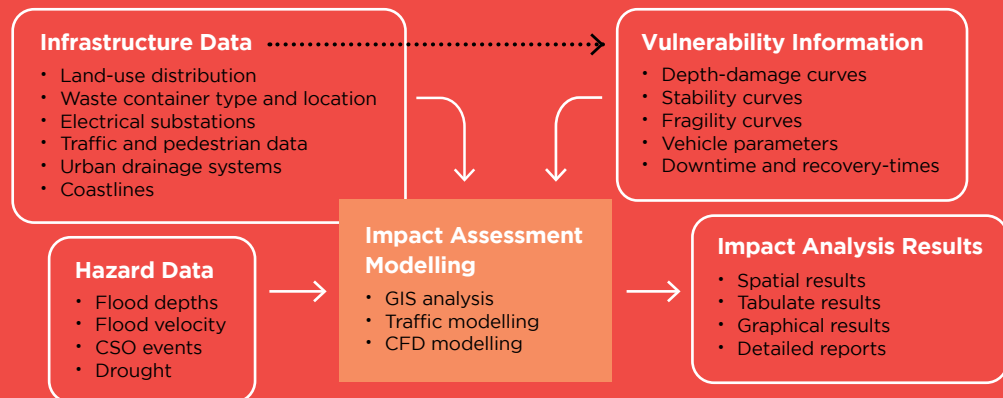 Infrastructure Data
• Land-use distribution
• Waste container type and location
• Electrical substations
• Traffic and pedestrian data
• Urban drainage systems
• Coastlines
Vulnerability Information
• Depth-damage curves
• Stability curves
• Fragility curves
• Vehicle parameters
• Downtime and recovery-times
Hazard Data
• Flood depths
• Flood velocity
• CSO events
• Drought
Impact Assessment
Modelling
• GIS analysis
• Traffic modelling
• CFD modelling
Impact Analysis Results
• Spatial results
• Tabulate results
• Graphical results
• Detailed reports